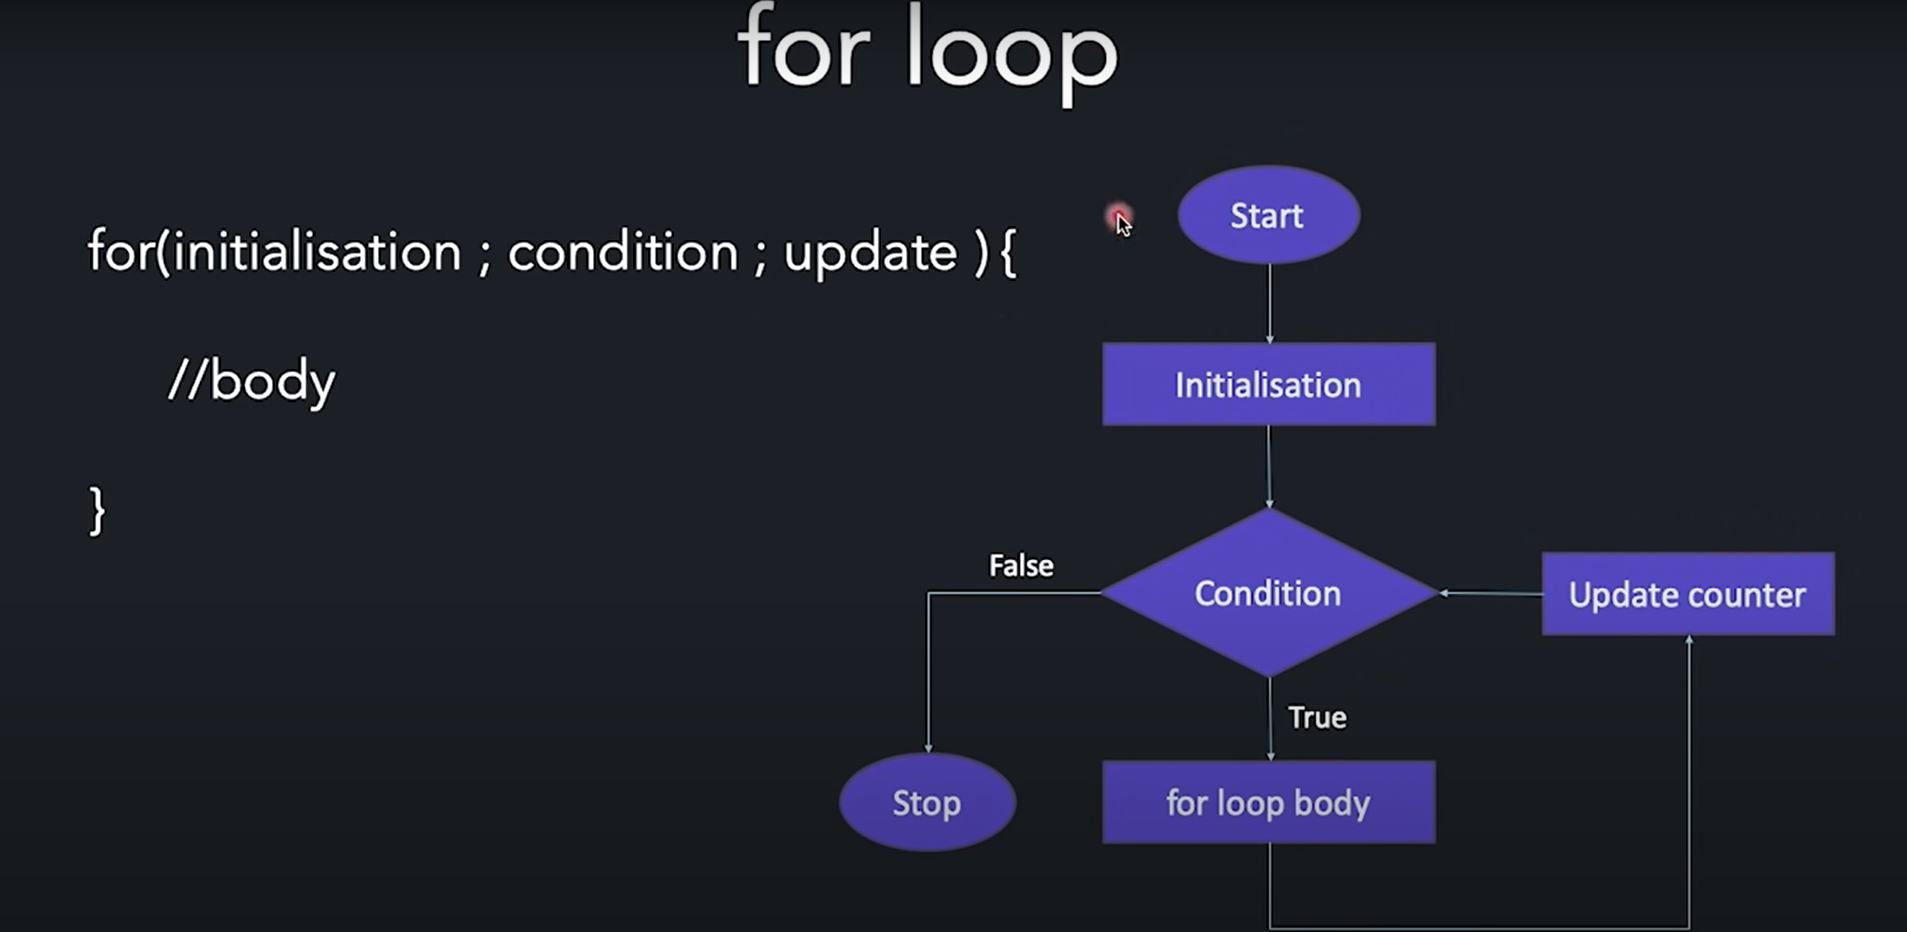 for loop
for(initialisation ; condition ; update ){
//body
}
Start
Initialisation
Condition
False
True
Update counter
Stop
for loop body